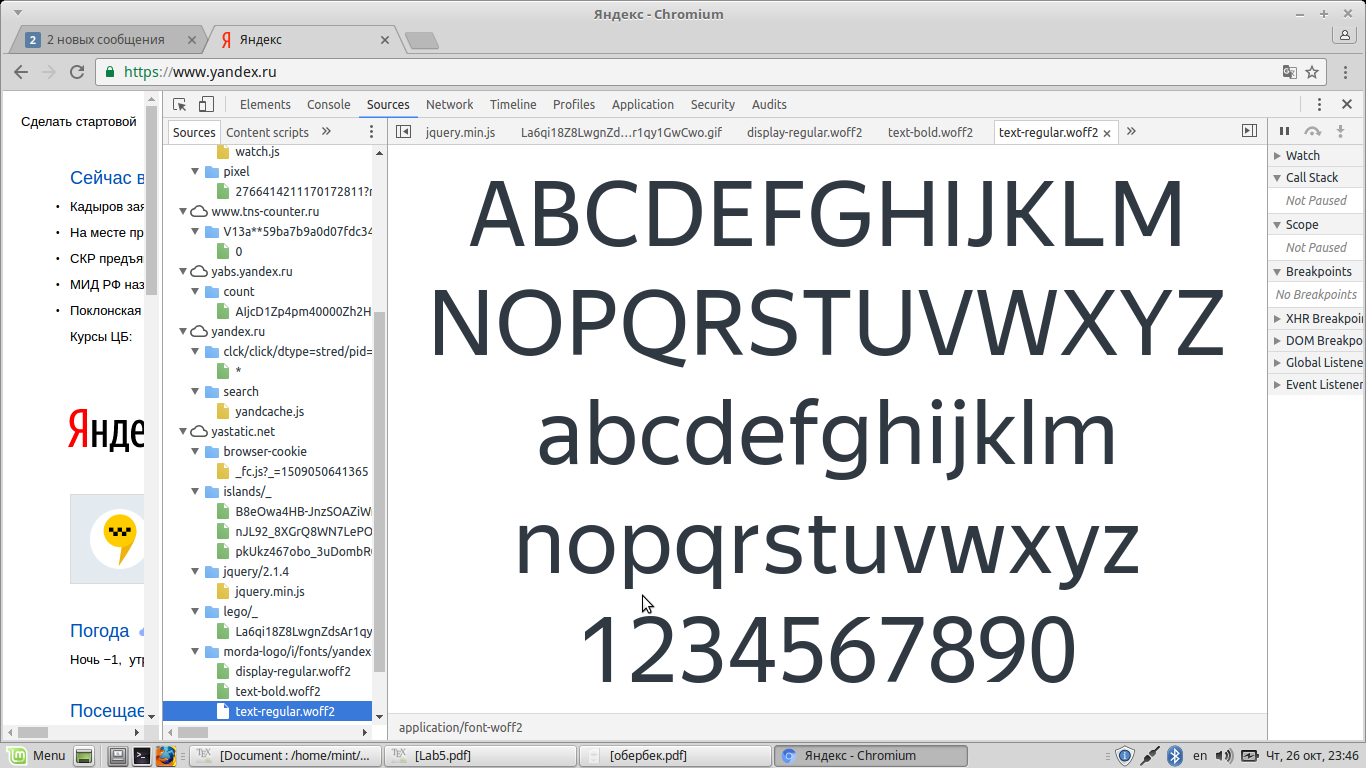 Яндекс - Chromium
2 2 новых сообщения
Я Яндекс
https://www.yandex.ru
Elements Console Sources Network Timeline Profiles Application Security Audits
Сделать стартовой
Сейчас в
Кадыров зая
На месте пр
СКР предъя
МИД РФ наз
Поклонская
Курсы ЦБ:
Янде
Погода
Ночь −1, утр
Посещае
Sources Content scripts »
watch.js
pixel
2766414211170172811?r
www.tns-counter.ru
V13a**59ba7b9a0d07fdc34
0
yabs.yandex.ru
count
AIjcD1Zp4pm40000Zh2H
yandex.ru
clck/click/dtype=stred/pid=
*
search
yandcache.js
yastatic.net
browser-cookie
_fc.js?_=1509050641365
islands/_
B8eOwa4HB-JnzSOAZiW
nJL92_8XGrQ8WN7LePO
pkUkz467obo_3uDombR
jquery/2.1.4
jquery.min.js
lego/_
La6qi18Z8LwgnZdsAr1qy
morda-logo/i/fonts/yandex-
display-regular.woff2
text-bold.woff2
text-regular.woff2
jquery.min.js La6qi18Z8LwgnZd…r1qy1GwCwo.gif display-regular.woff2 text-bold.woff2 text-regular.woff2 × »
ABCDEFGHIJKLM
NOPQRSTUVWXYZ
abcdefghijklm
nopqrstuvwxyz
1234567890
application/font-woff2
Watch
Call Stack
Not Paused
Scope
Not Paused
Breakpoints
No Breakpoints
XHR Breakpoin
DOM Breakpo
Global Listene
Event Listener
Menu [Document : /home/mint/... [Lab5.pdf] [обербек.pdf] Яндекс - Chromium en Чт, 26 окт, 23:46